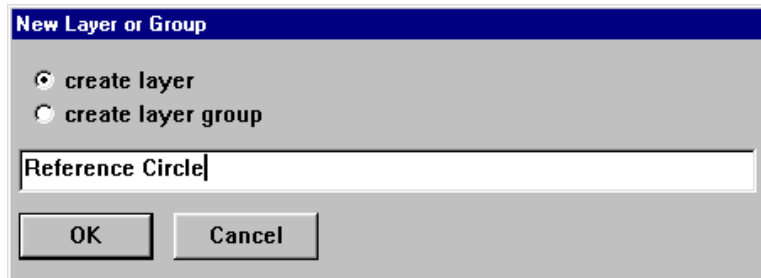 New Layer or Group
create layer
create layer group
Reference Circle
OK Cancel